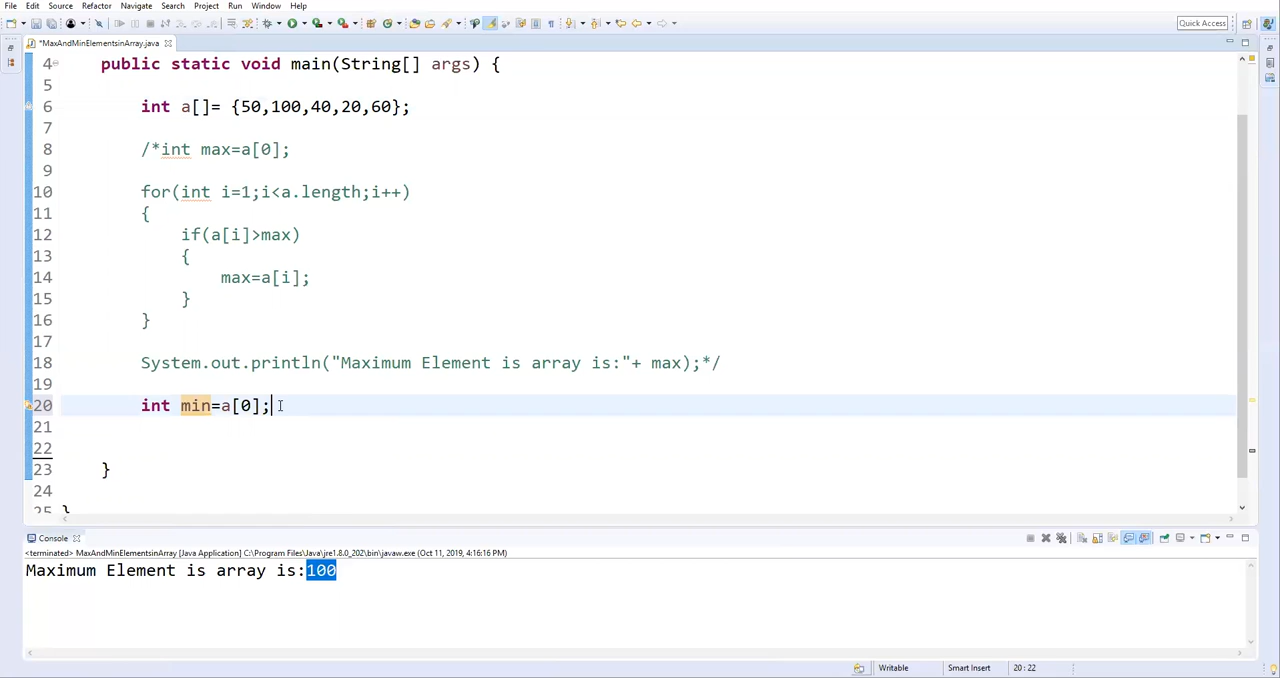 File Edit Source Refactor Navigate Search Project Run Window Help
Quick Access
*MaxAndMinElementsinArray.java
4 public static void main(String[] args) {
5
6 int a[]= {50,100,40,20,60};
7
8 /*int max=a[0];
9
10 for(int i=1;i<a.length;i++)
11 {
12 if(a[i]>max)
13 {
14 max=a[i];
15 }
16 }
17
18 System.out.println("Maximum Element is array is:"+ max);*/
19
20 int min=a[0];
21
22
23 }
24
25 }
Console
<terminated> MaxAndMinElementsinArray [Java Application] C:\Program Files\Java\jre1.8.0_202\bin\javaw.exe (Oct 11, 2019, 4:16:16 PM)
Maximum Element is array is:100
Writable Smart Insert 20 : 22